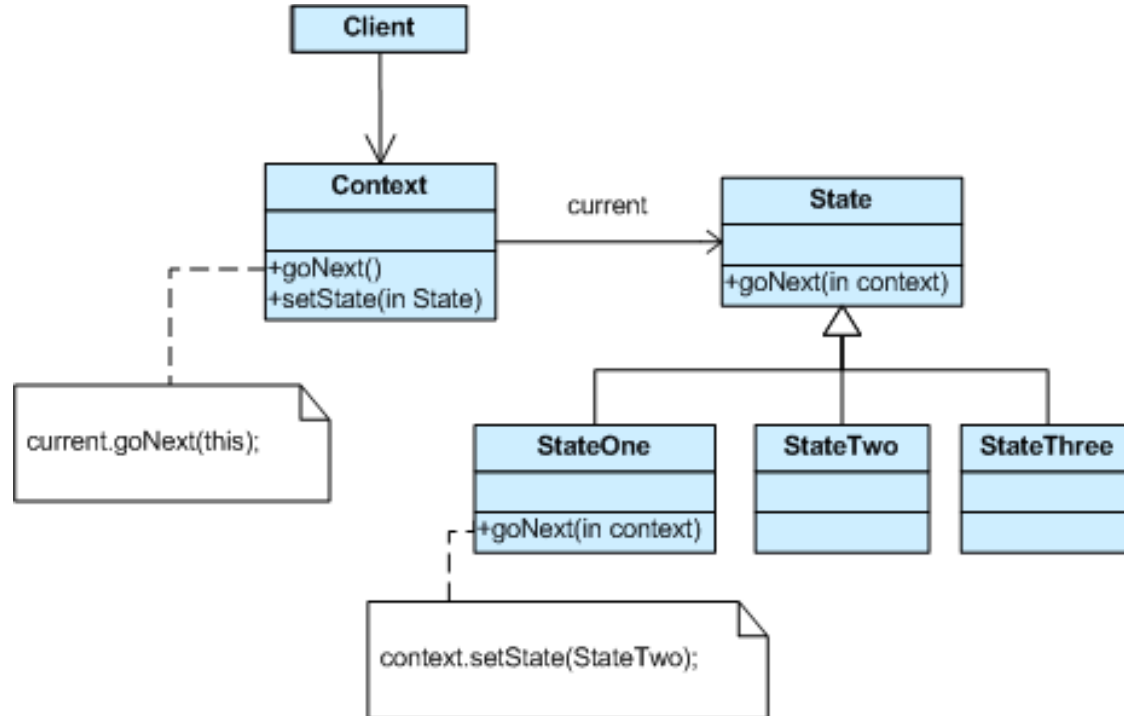 Client
Context
current
State
+goNext()
+setState(in State)
+goNext(in context)
current.goNext(this);
StateOne
StateTwo
StateThree
+goNext(in context)
context.setState(StateTwo);